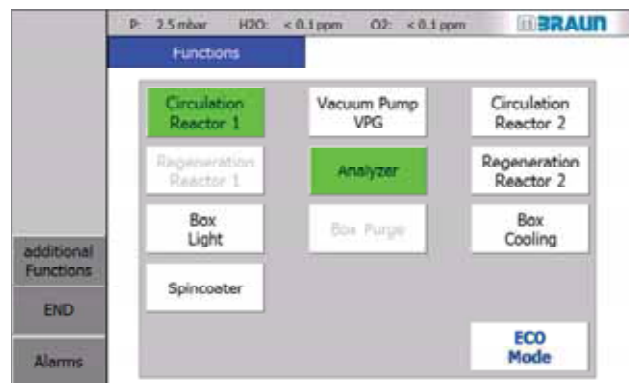 P: 2.5 mbar H2O: < 0.1 ppm O2: < 0.1 ppm MBRAUN
Functions
Circulation
Reactor 1
Vacuum Pump
VPG
Circulation
Reactor 2
Regeneration
Reactor 1
Analyzer
Regeneration
Reactor 2
Box
Light
Box Purge
Box
Cooling
Spincoater
ECO
Mode
additional
Functions
END
Alarms